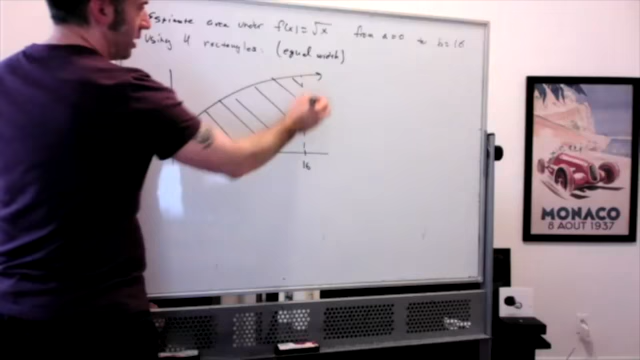 Estimate area under f(x) = √x from a = 0 to b = 16
Using 4 rectangles. (equal width)
16
MONACO
8 AOUT 1937